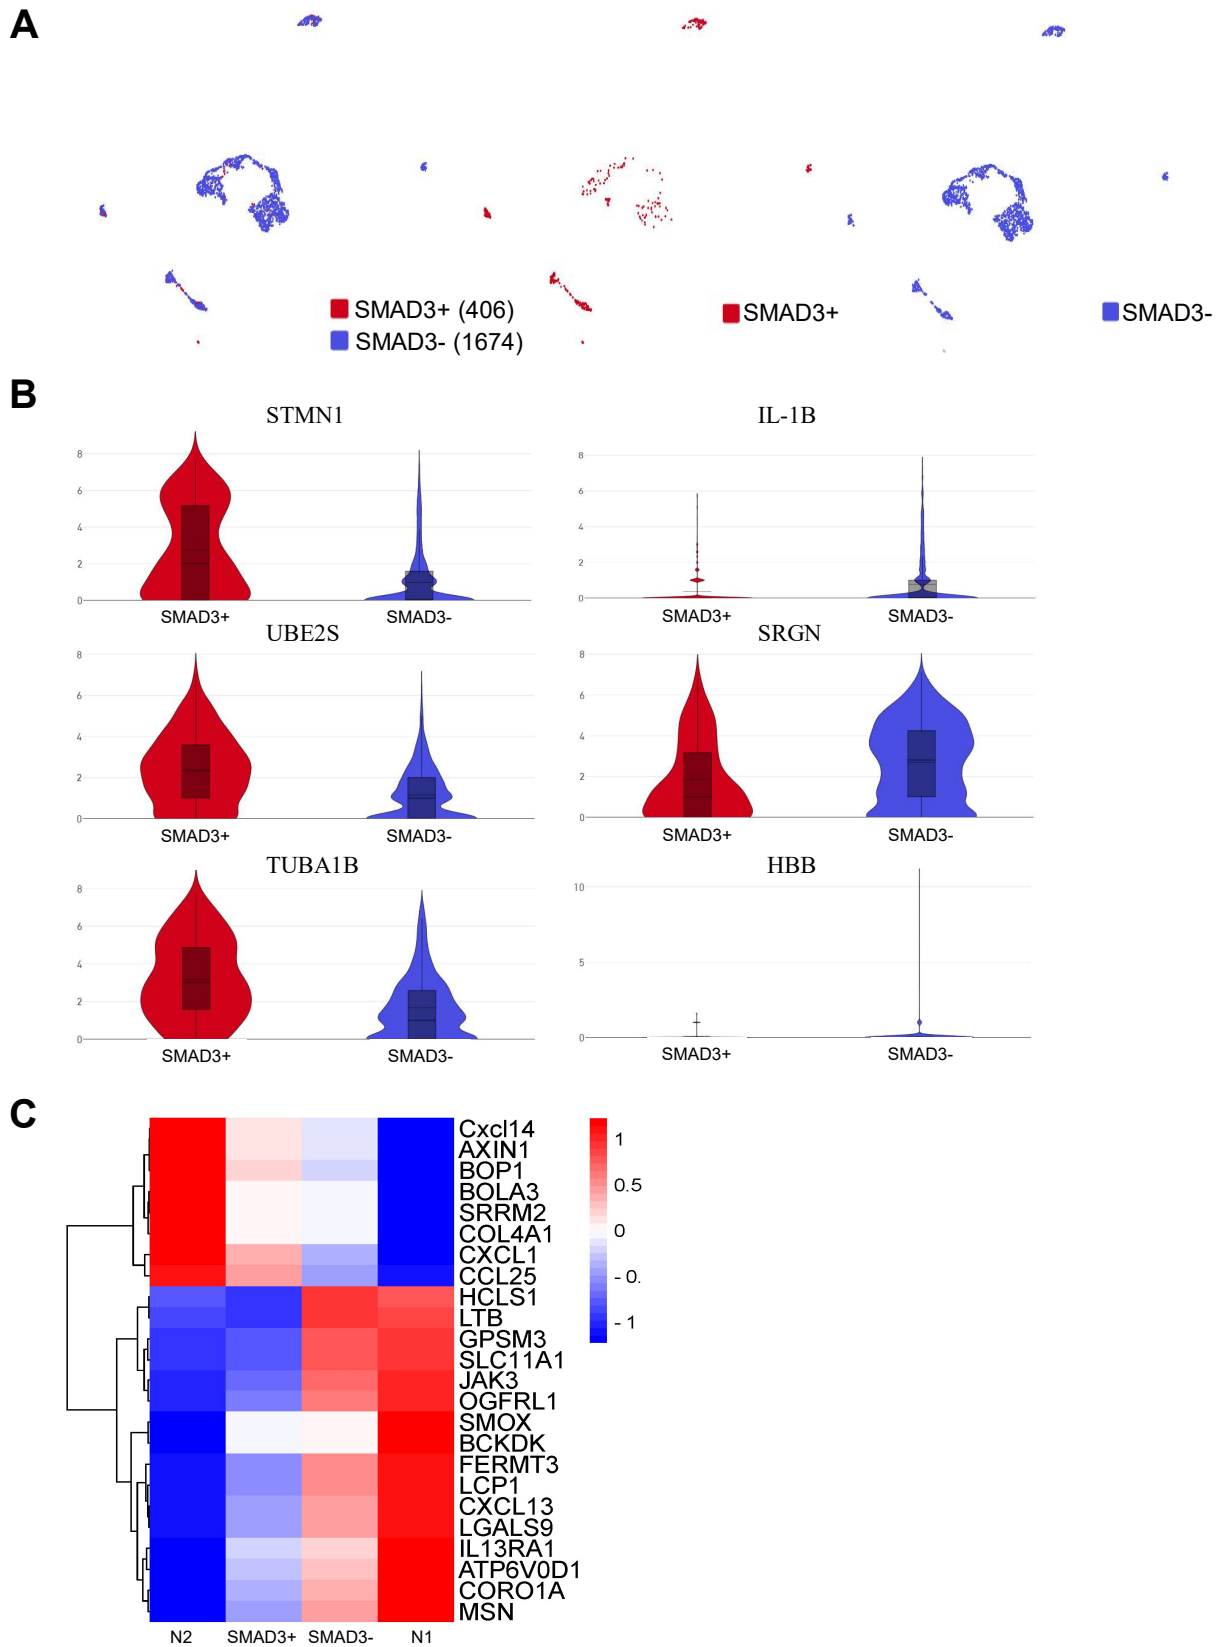 A
SMAD3+ (406)
SMAD3- (1674)
SMAD3+
SMAD3-
B
STMN1
8
6
4
2
0
SMAD3+
SMAD3-
IL-1B
8
6
4
2
0
SMAD3+
SMAD3-
UBE2S
8
6
4
2
0
SMAD3+
SMAD3-
SRGN
8
6
4
2
0
SMAD3+
SMAD3-
TUBA1B
8
6
4
2
0
SMAD3+
SMAD3-
HBB
10
5
0
SMAD3+
SMAD3-
C
Cxcl14
AXIN1
BOP1
BOLA3
SRRM2
COL4A1
CXCL1
CCL25
HCLS1
LTB
GPSM3
SLC11A1
JAK3
OGFRL1
SMOX
BCKDK
FERMT3
LCP1
CXCL13
LGALS9
IL13RA1
ATP6V0D1
CORO1A
MSN
1
0.5
0
- 0.
- 1
N2 SMAD3+ SMAD3- N1